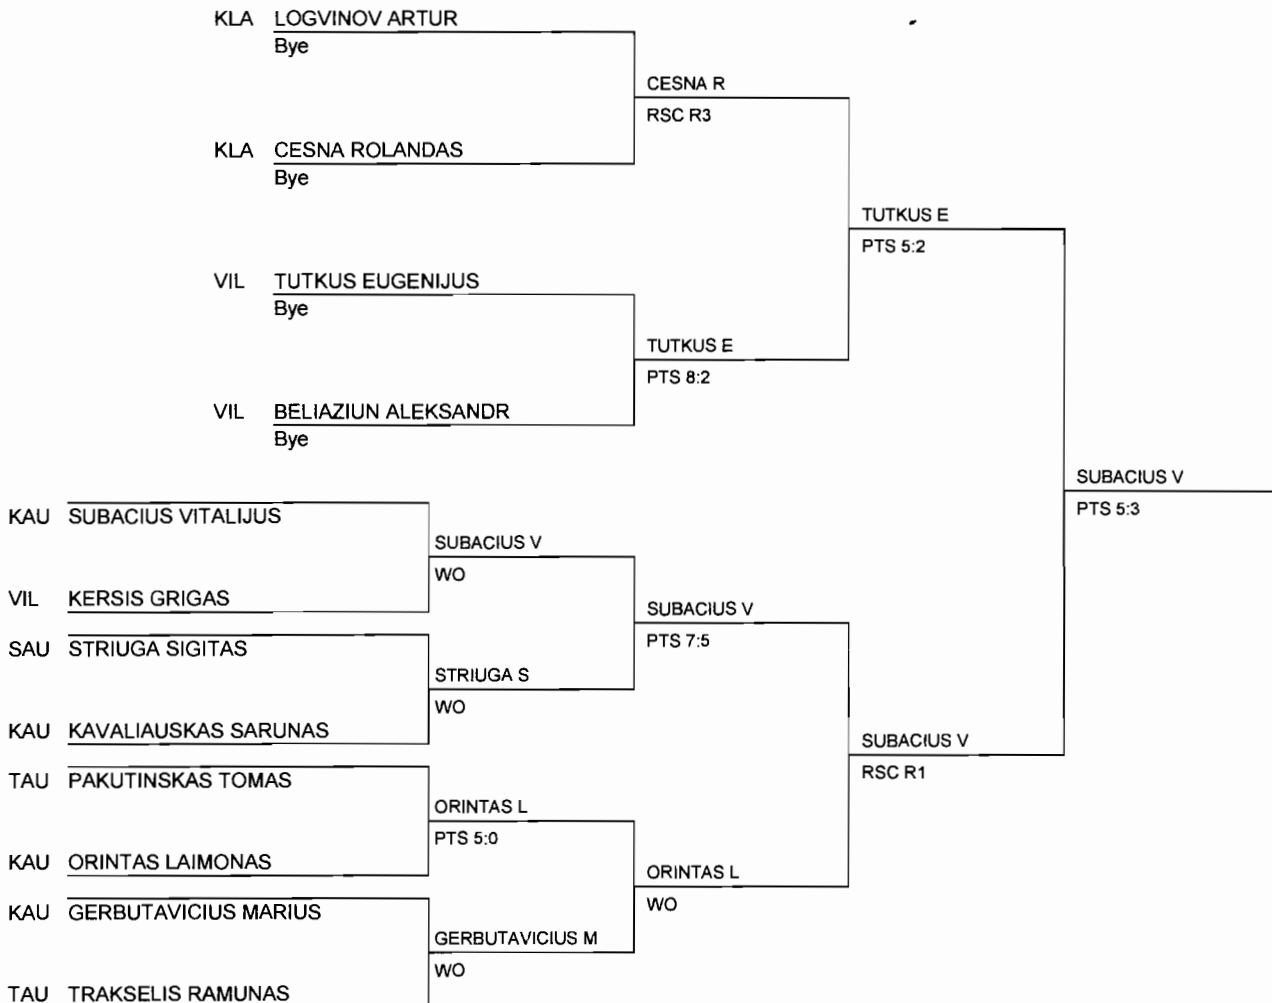 KLA LOGVINOV ARTUR
Bye
CESNA R
RSC R3
KLA CESNA ROLANDAS
Bye
TUTKUS E
PTS 5:2
VIL TUTKUS EUGENIJUS
Bye
TUTKUS E
PTS 8:2
VIL BELIAZIUN ALEKSANDR
Bye
SUBACIUS V
PTS 5:3
KAU SUBACIUS VITALIJUS
SUBACIUS V
WO
VIL KERSIS GRIGAS
SUBACIUS V
PTS 7:5
SAU STRIUGA SIGITAS
STRIUGA S
WO
KAU KAVALIAUSKAS SARUNAS
SUBACIUS V
RSC R1
TAU PAKUTINSKAS TOMAS
ORINTAS L
PTS 5:0
KAU ORINTAS LAIMONAS
ORINTAS L
WO
KAU GERBUTAVICIUS MARIUS
GERBUTAVICIUS M
WO
TAU TRAKSELIS RAMUNAS